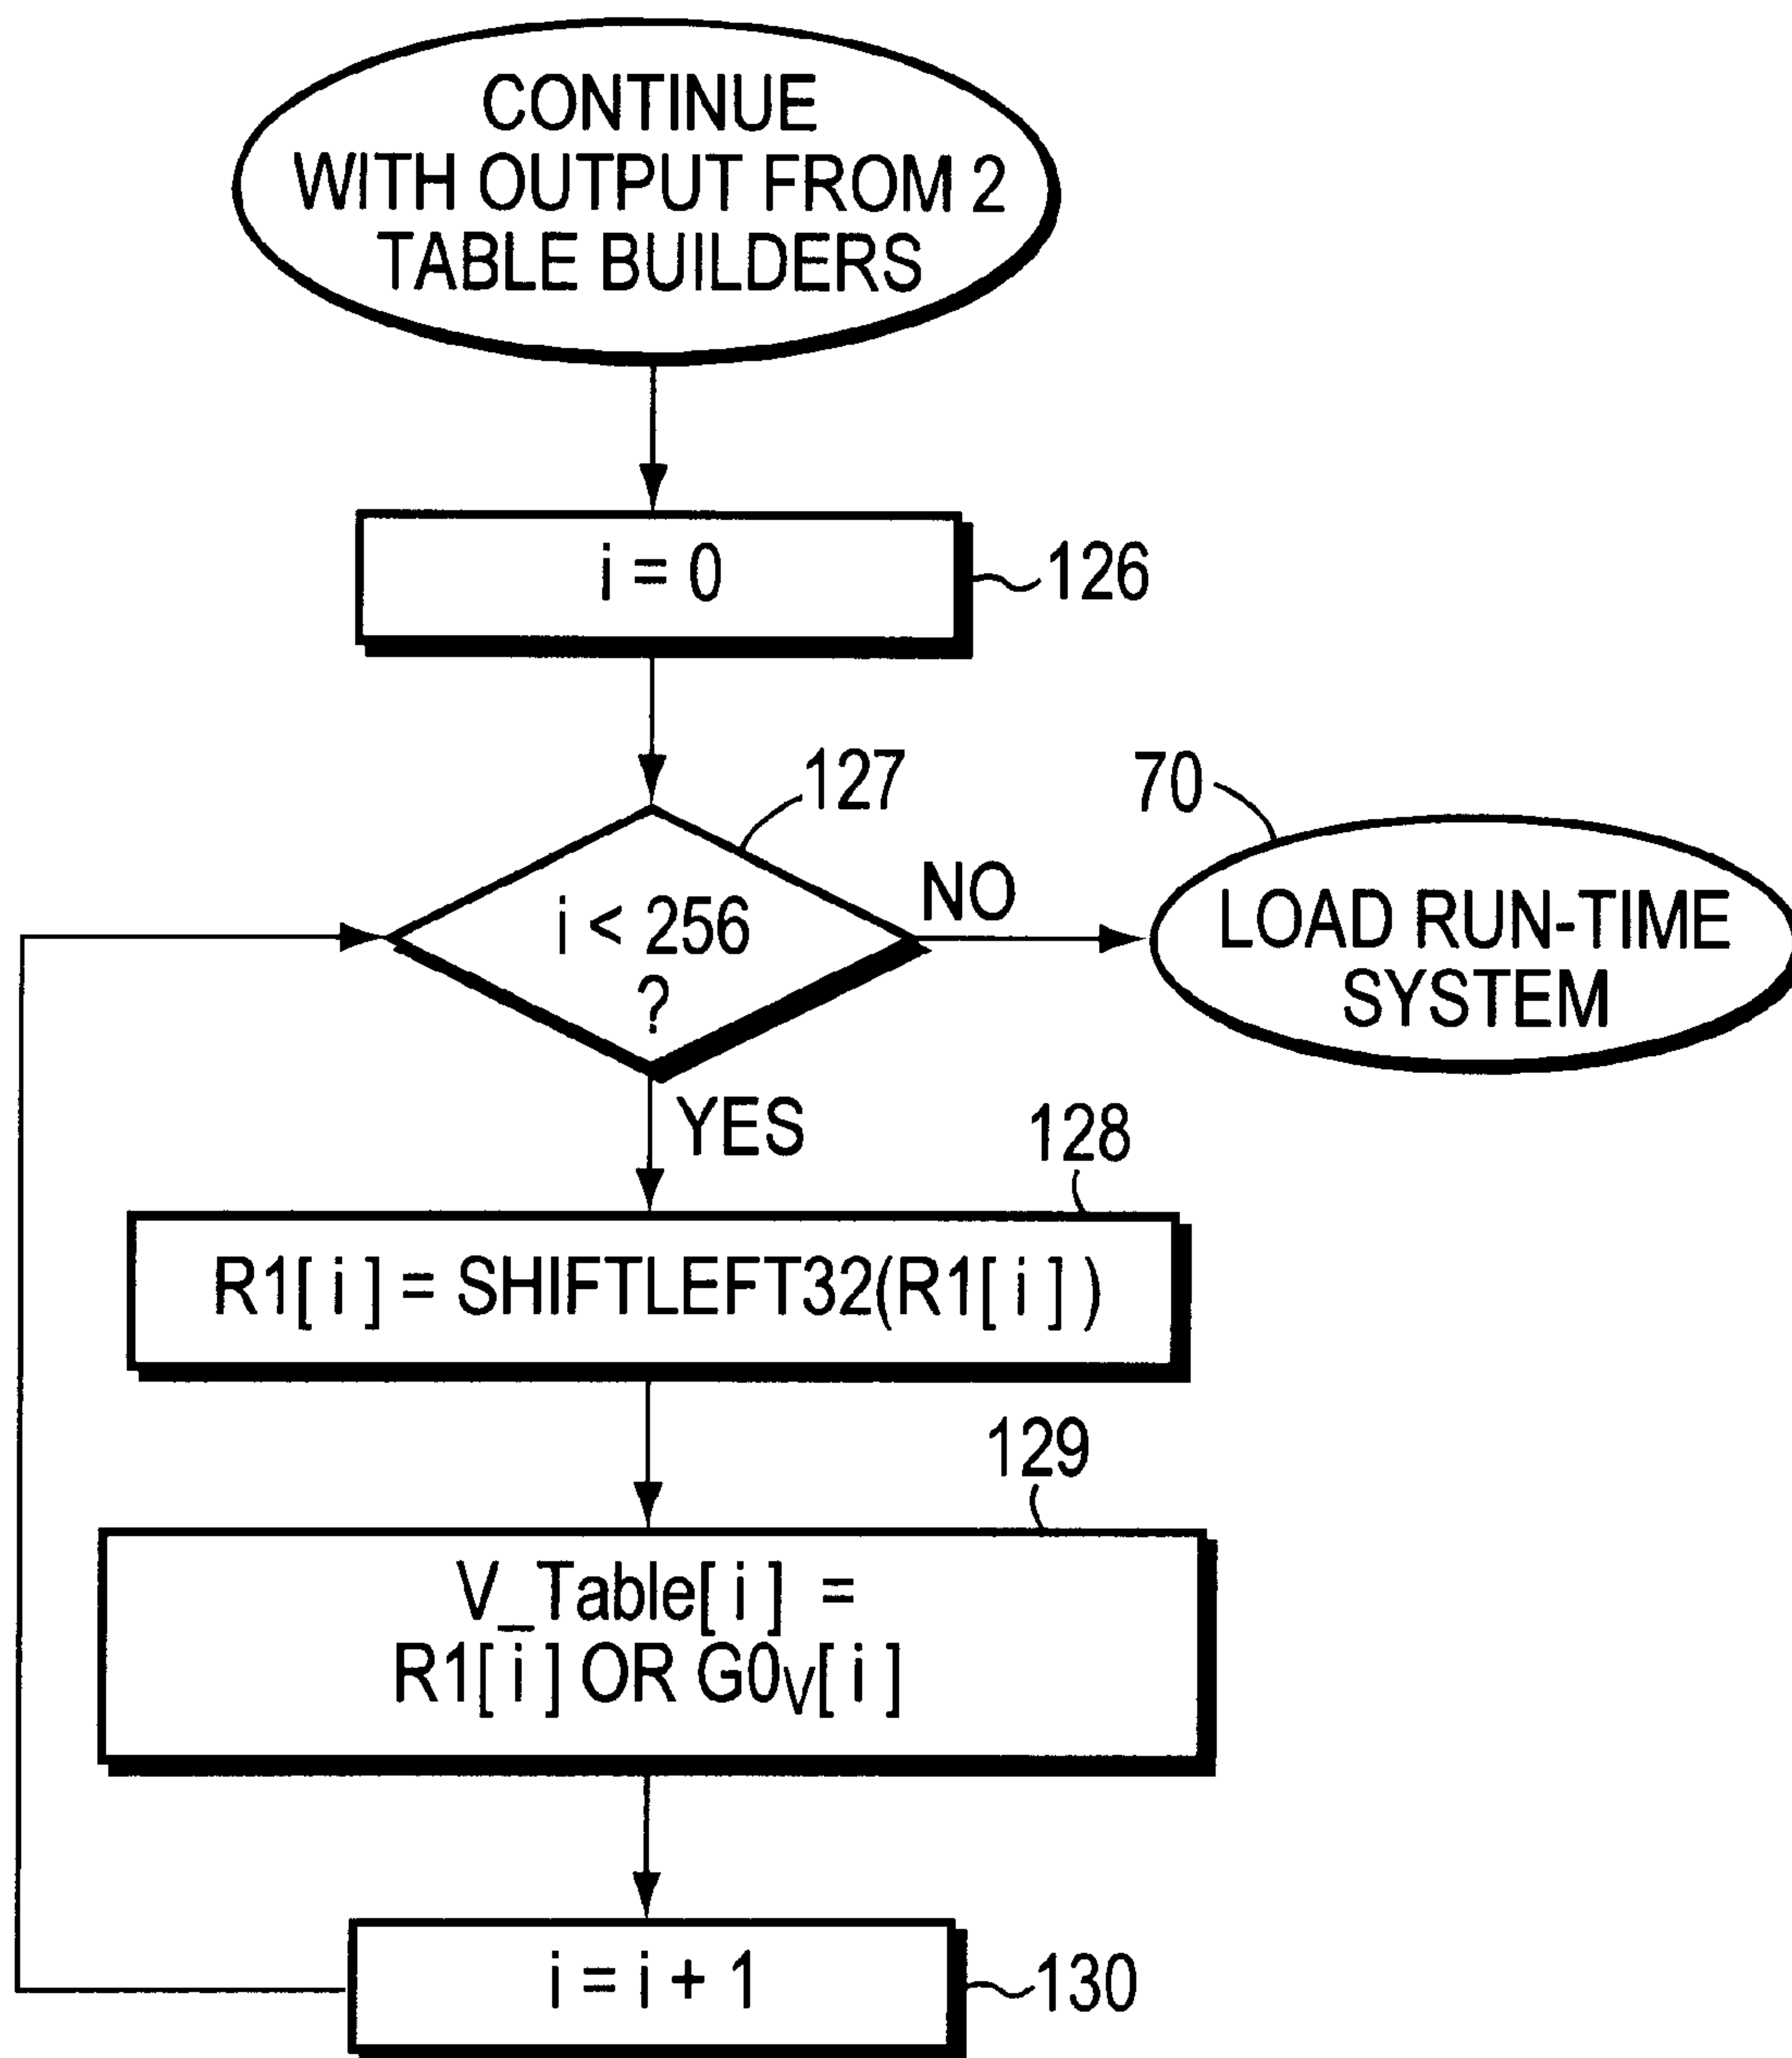 CONTINUE
WITH OUTPUT FROM 2
TABLE BUILDERS
i = 0
126
127
i < 256
?
NO
70
LOAD RUN-TIME
SYSTEM
YES
128
R1[ i ] = SHIFTLEFT32(R1[ i ] )
129
V_Table[ i ] =
R1[ i ] OR G0V[ i ]
i = i + 1
130